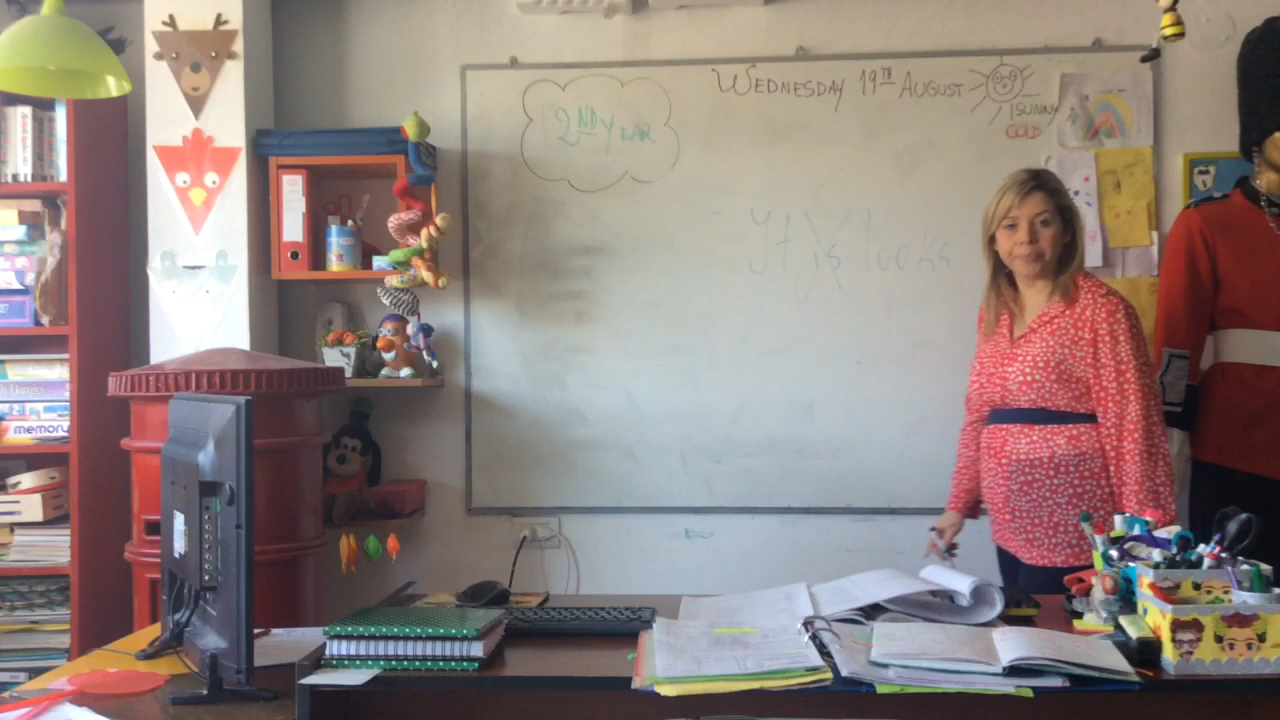 WEDNESDAY 19TH AUGUST
SUNNY
COLD
2ND YEAR
It is looks
memory